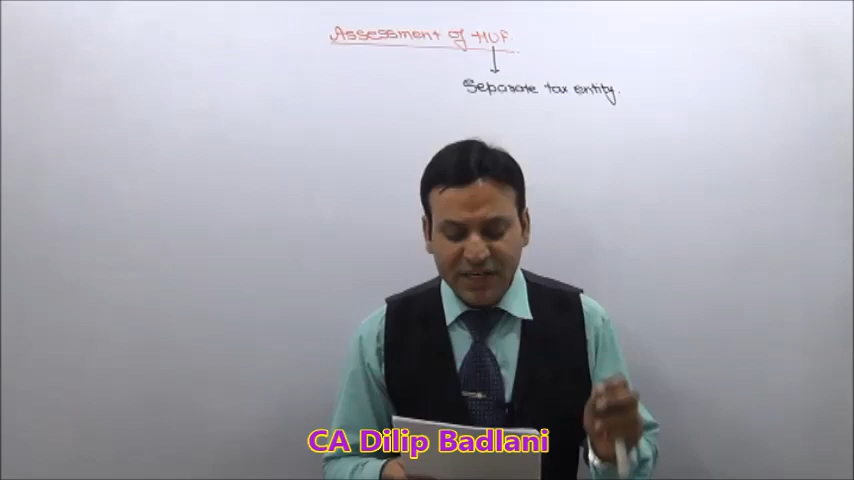 Assessment of HUF
Separate tax entity.
CA Dilip Badlani